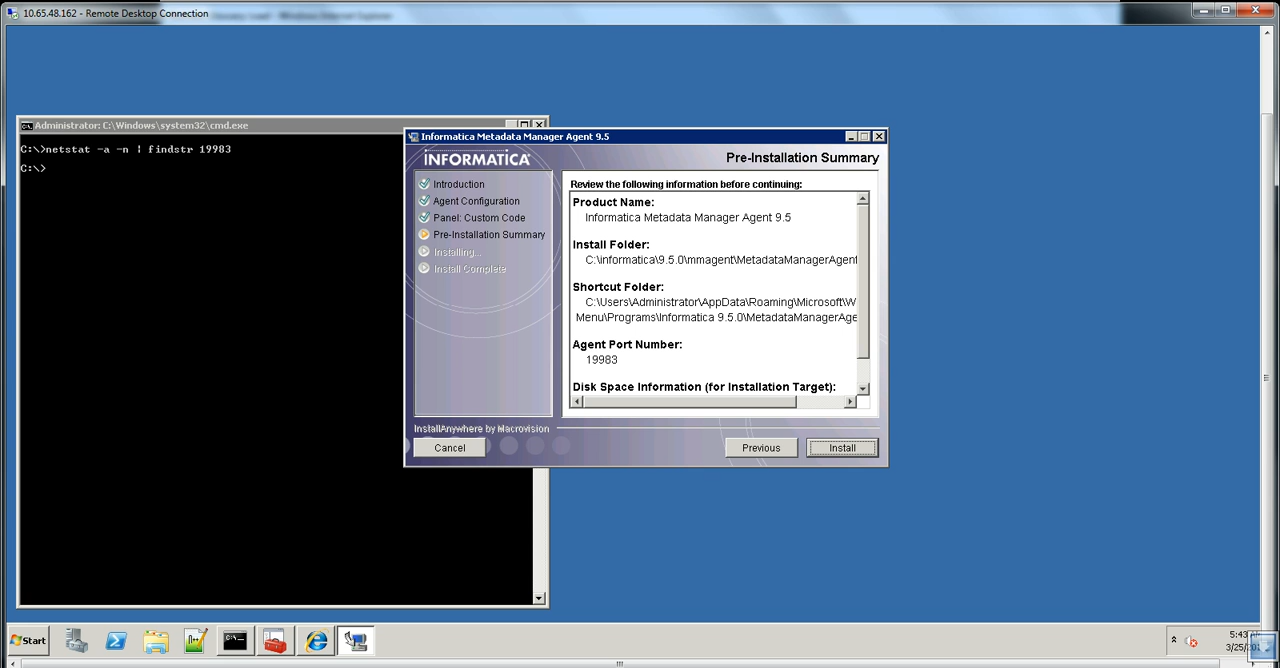 10.65.48.162 - Remote Desktop Connection
Administrator: C:\Windows\system32\cmd.exe
C:\>netstat -a -n | findstr 19983
C:\>
Informatica Metadata Manager Agent 9.5
INFORMATICA
Pre-Installation Summary
Introduction
Agent Configuration
Panel: Custom Code
Pre-Installation Summary
Installing...
Install Complete
Review the following information before continuing:
Product Name:
Informatica Metadata Manager Agent 9.5
Install Folder:
C:\informatica\9.5.0\mmagent\MetadataManagerAgent
Shortcut Folder:
C:\Users\Administrator\AppData\Roaming\Microsoft\W
Menu\Programs\Informatica 9.5.0\MetadataManagerAge
Agent Port Number:
19983
Disk Space Information (for Installation Target):
InstallAnywhere by Macrovision
Cancel
Previous
Install
Start
5:43
3/25/20